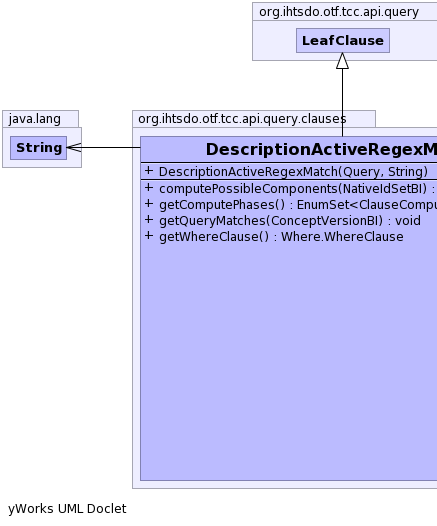 org.ihtsdo.otf.tcc.api.query
LeafClause
java.lang
String
org.ihtsdo.otf.tcc.api.query.clauses
DescriptionActiveRegexM
+ DescriptionActiveRegexMatch(Query, String)
+ computePossibleComponents(NativeIdSetBI) :
+ getComputePhases() : EnumSet<ClauseCompu
+ getQueryMatches(ConceptVersionBI) : void
+ getWhereClause() : Where.WhereClause
yWorks UML Doclet